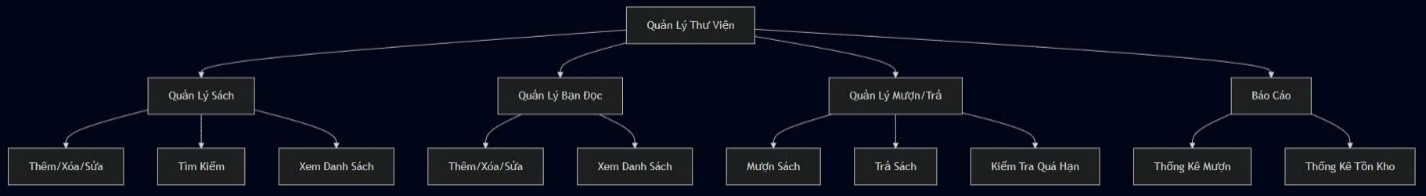 Quản Lý Thư Viện
Quản Lý Sách
Quản Lý Bạn Đọc
Quản Lý Mượn/Trả
Báo Cáo
Thêm/Xóa/Sửa
Tìm Kiếm
Xem Danh Sách
Thêm/Xóa/Sửa
Xem Danh Sách
Mượn Sách
Trả Sách
Kiểm Tra Quá Hạn
Thống Kê Mượn
Thống Kê Tồn Kho